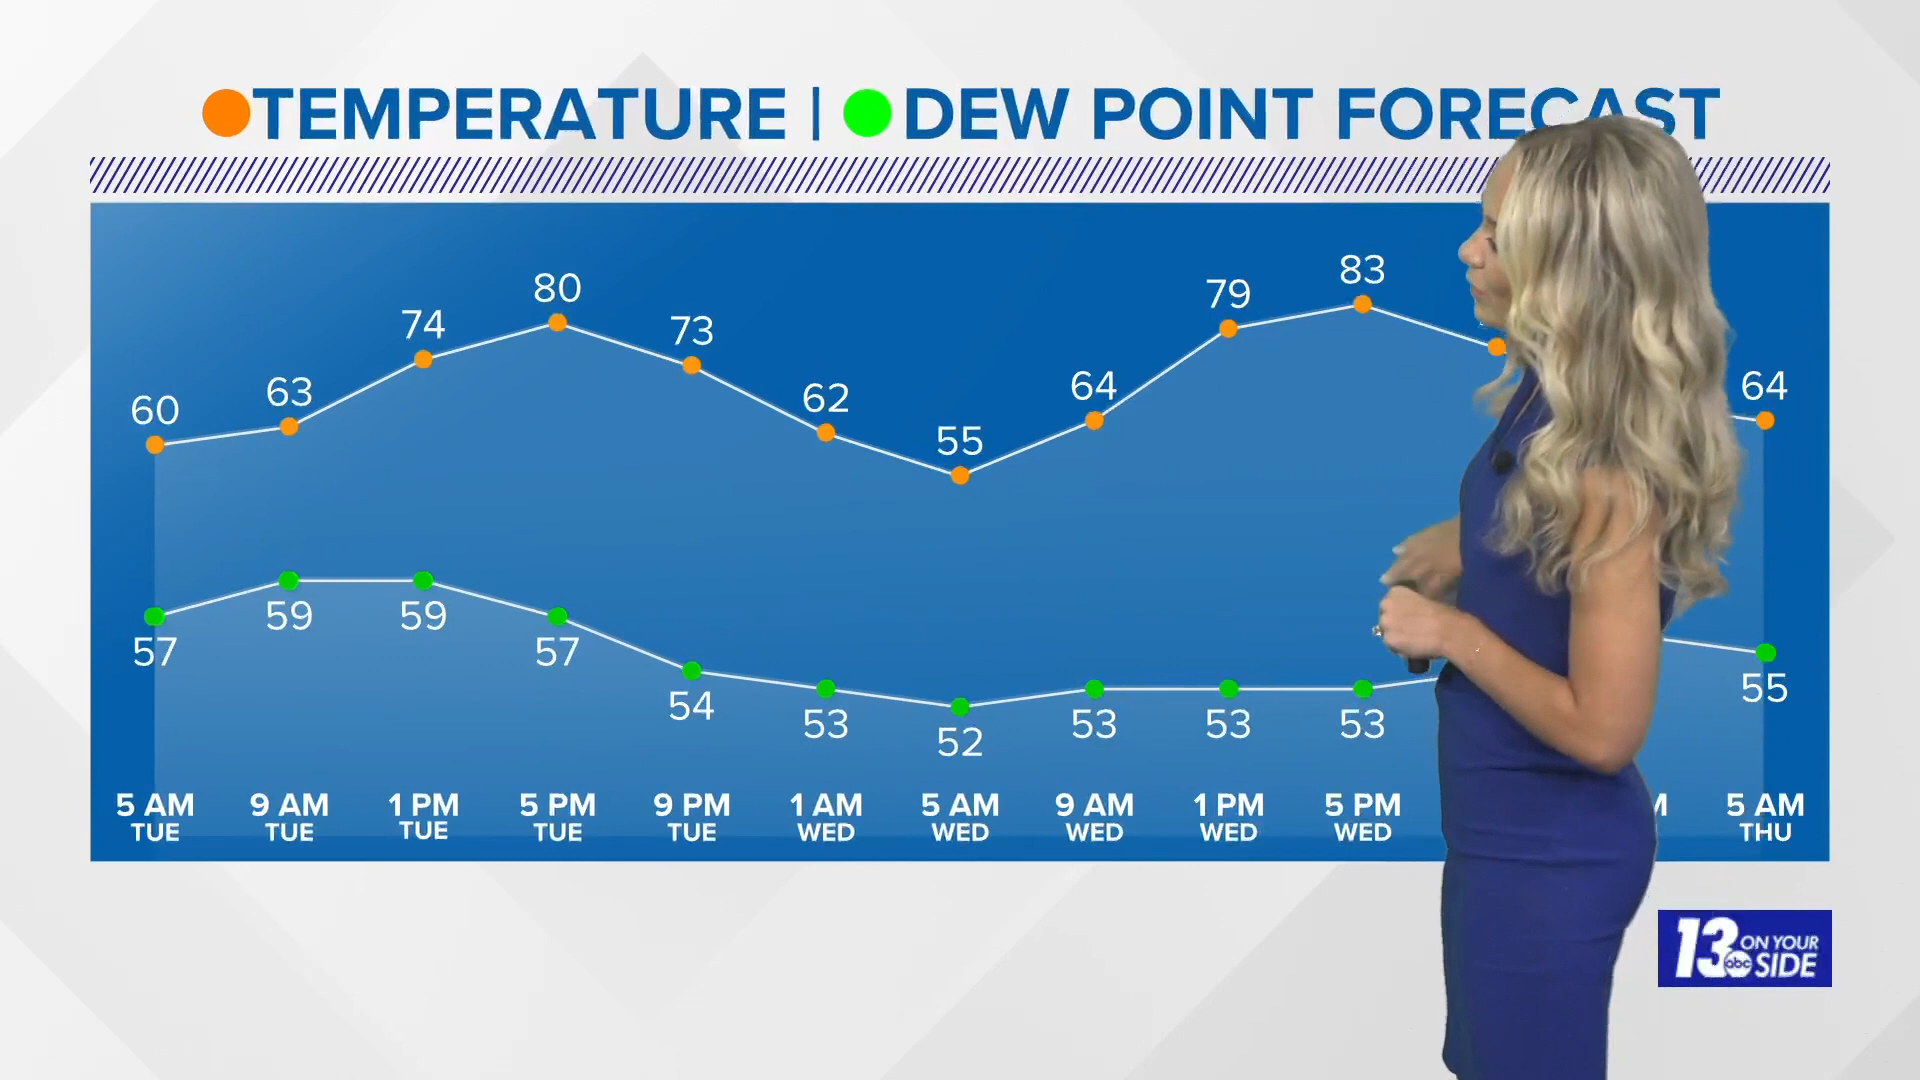 TEMPERATURE | DEW POINT FORECAST
60 63 74 80 73 62 55 64 79 83 64
57 59 59 57 54 53 52 53 53 53 55
5 AM 9 AM 1 PM 5 PM 9 PM 1 AM 5 AM 9 AM 1 PM 5 PM 5 AM
TUE TUE TUE TUE TUE WED WED WED WED WED THU
13 abc ON YOUR
SIDE